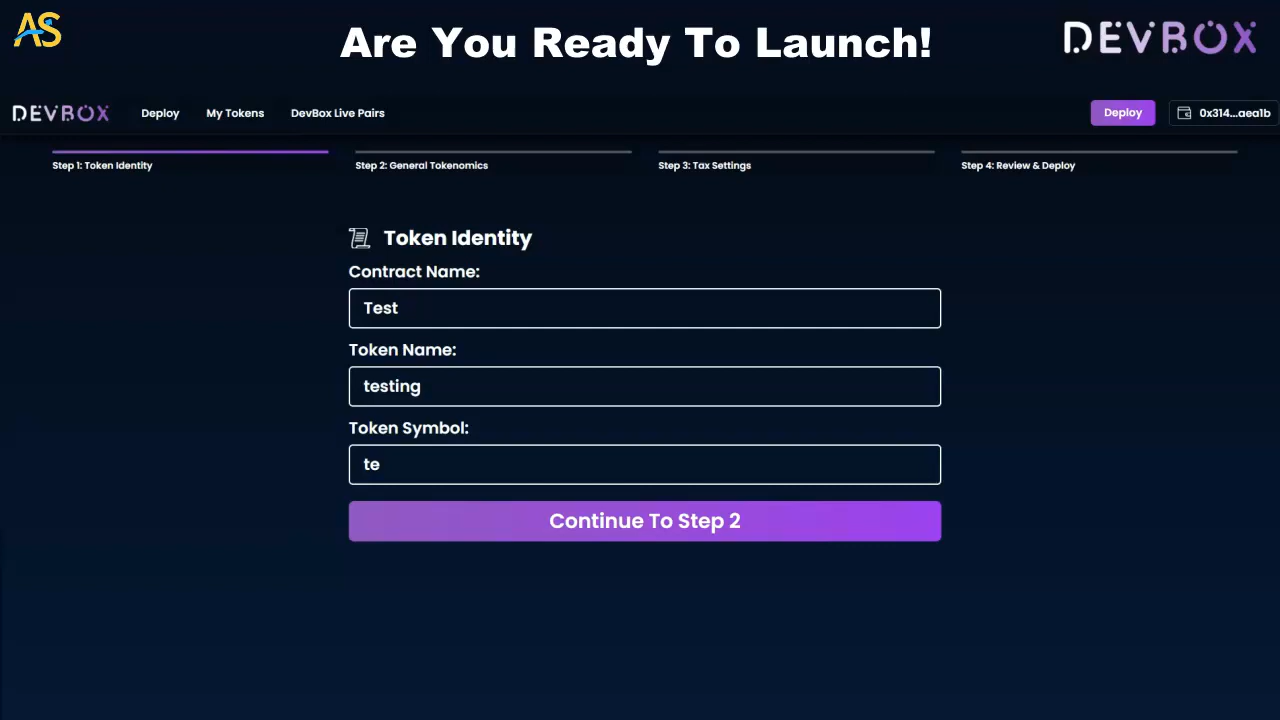 AS
Are You Ready To Launch!
DEVBOX
DEVBOX
Deploy
My Tokens
DevBox Live Pairs
Deploy
0x314...aea1b
Step 1: Token Identity
Step 2: General Tokenomics
Step 3: Tax Settings
Step 4: Review & Deploy
Token Identity
Contract Name:
Test
Token Name:
testing
Token Symbol:
te
Continue To Step 2